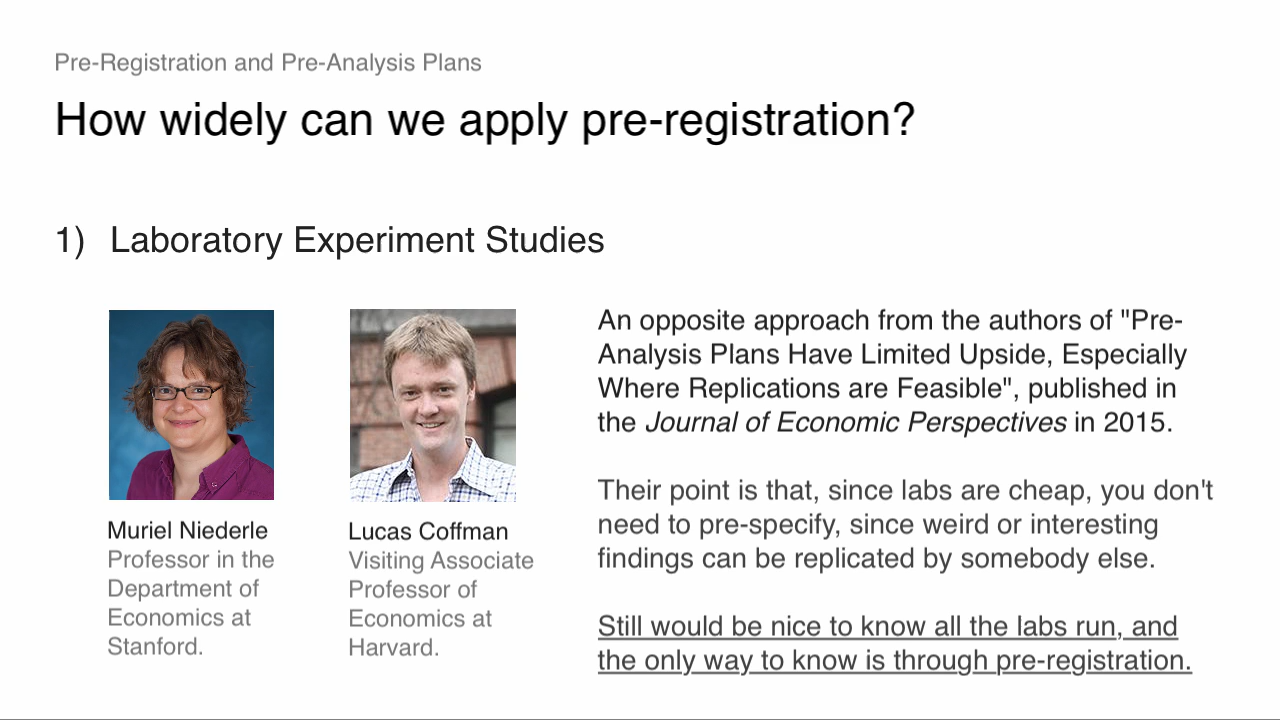 Pre-Registration and Pre-Analysis Plans
How widely can we apply pre-registration?
1) Laboratory Experiment Studies
Muriel Niederle
Professor in the
Department of
Economics at
Stanford.
Lucas Coffman
Visiting Associate
Professor of
Economics at
Harvard.
An opposite approach from the authors of "Pre-
Analysis Plans Have Limited Upside, Especially
Where Replications are Feasible", published in
the Journal of Economic Perspectives in 2015.
Their point is that, since labs are cheap, you don't
need to pre-specify, since weird or interesting
findings can be replicated by somebody else.
Still would be nice to know all the labs run, and
the only way to know is through pre-registration.